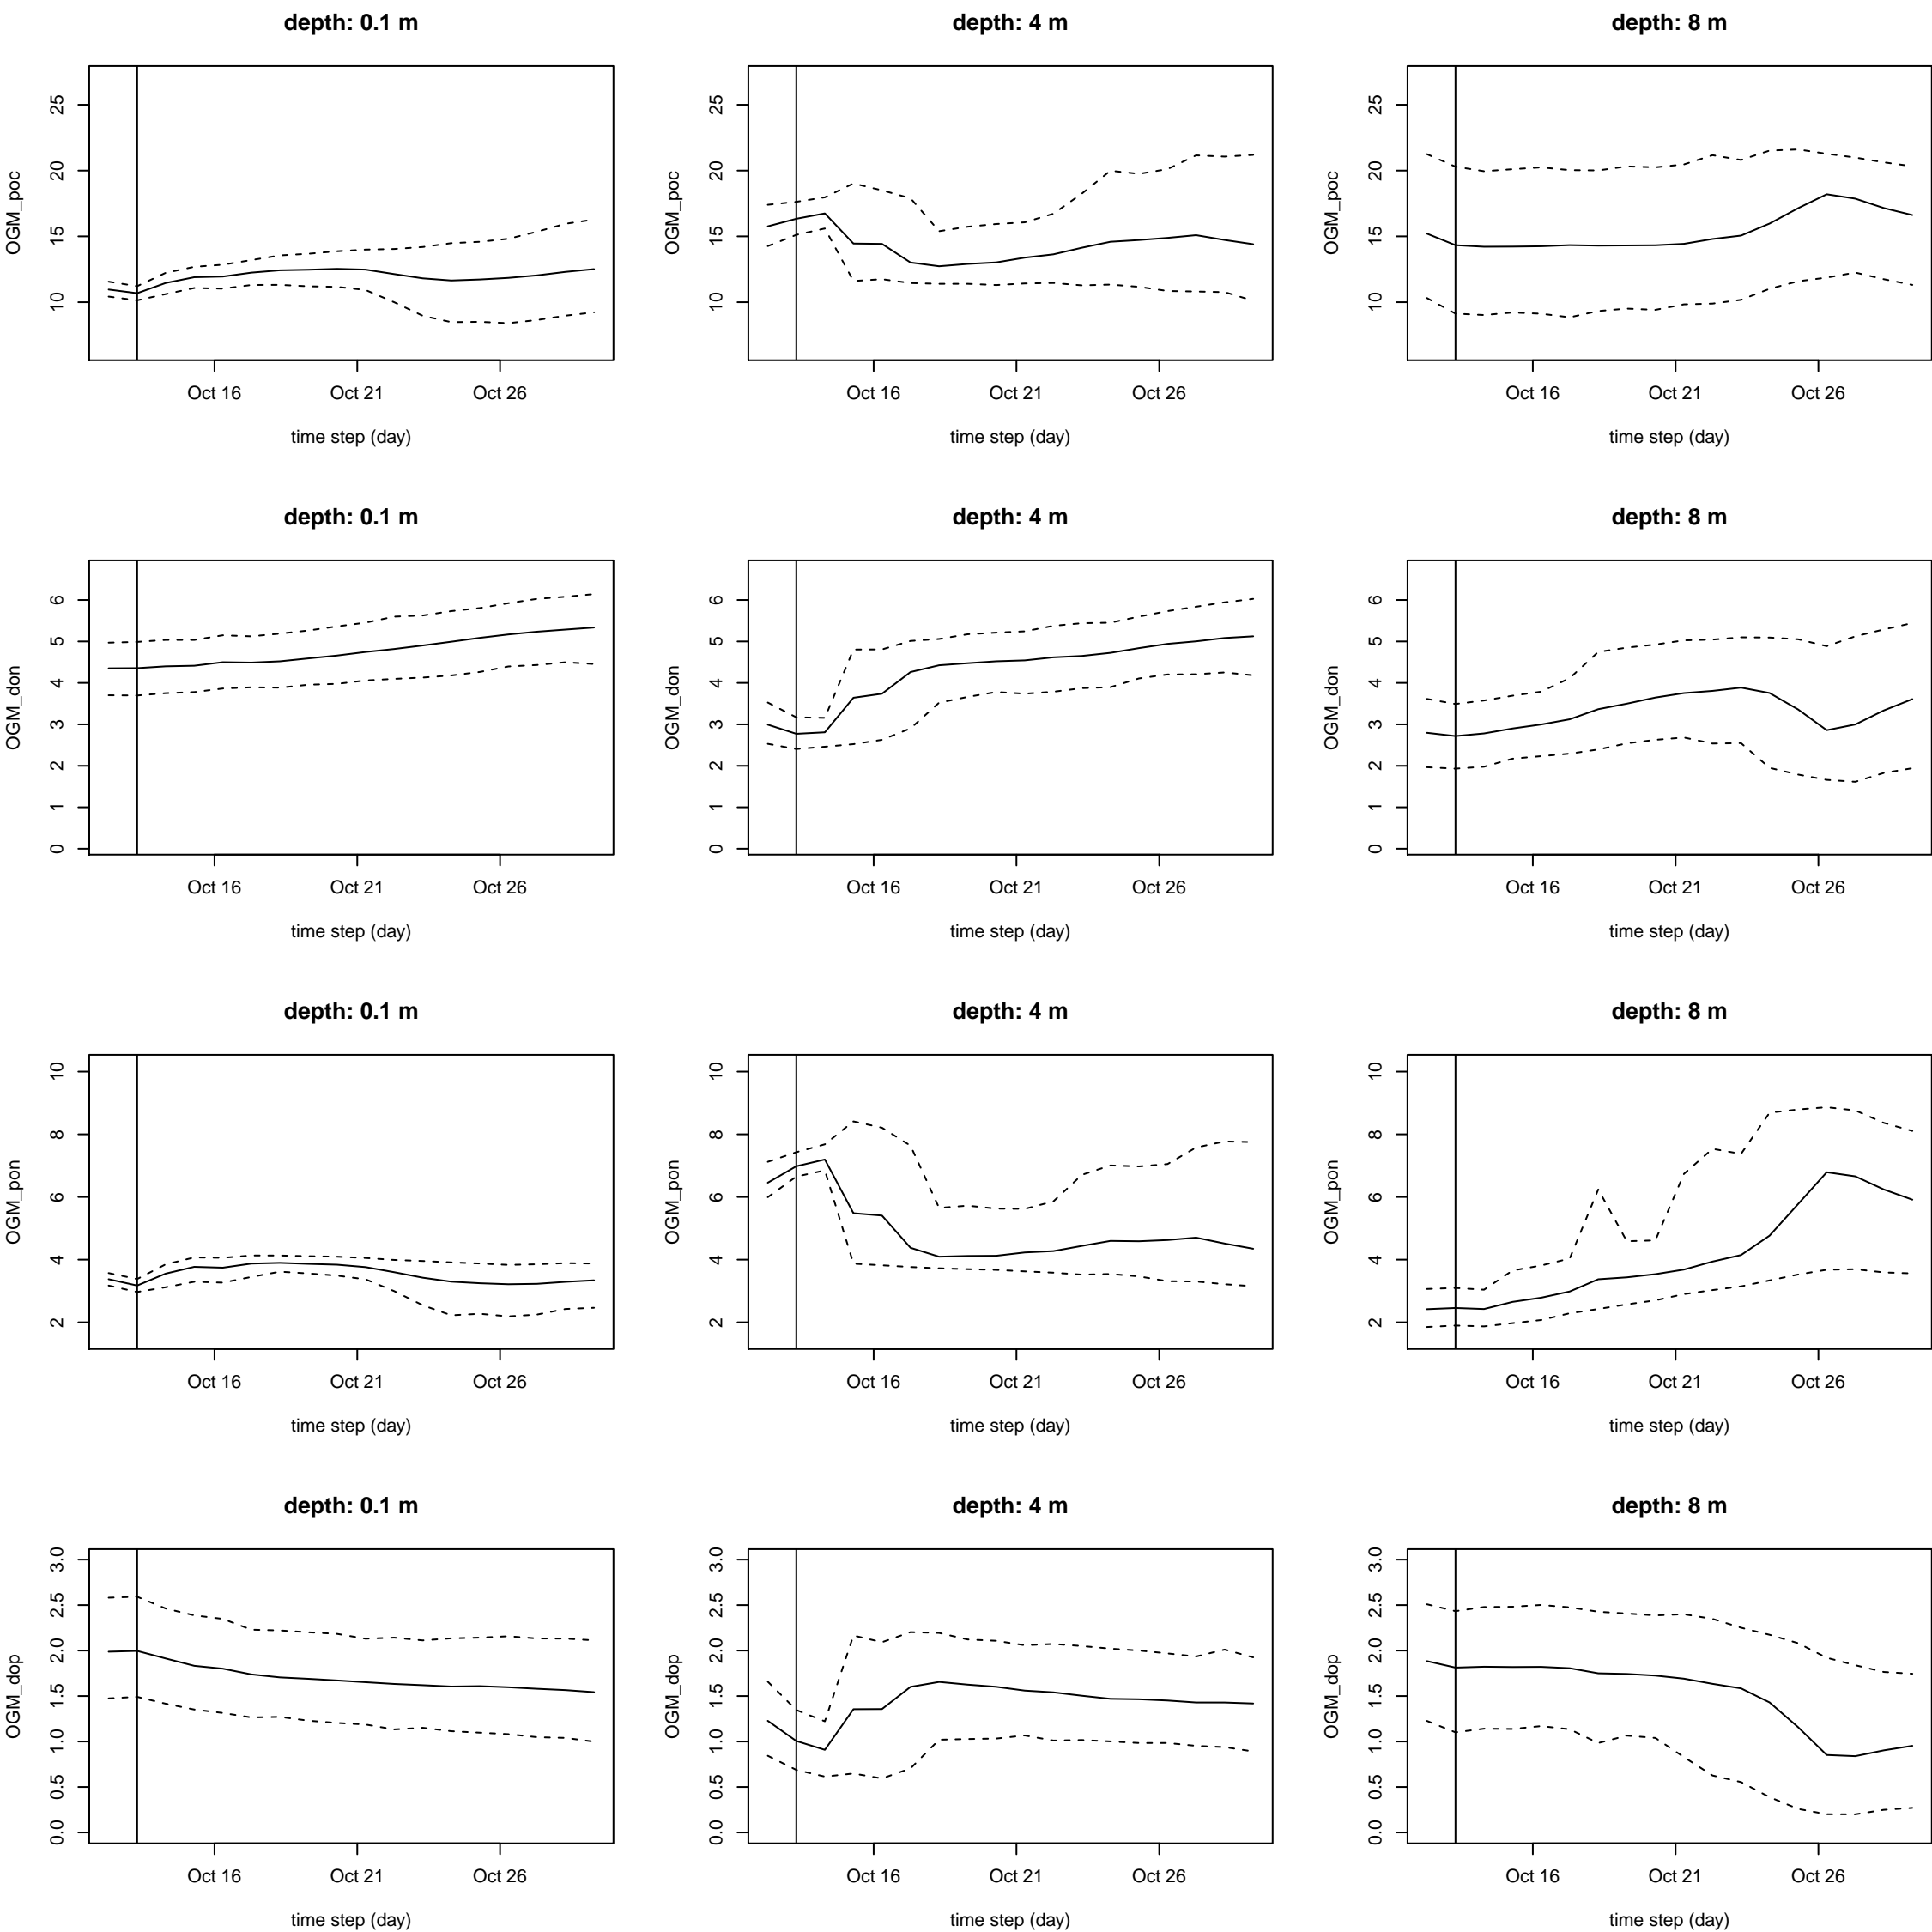 depth: 0.1 m
depth: 4 m
depth: 8 m
OGM_poc
10 15 20 25
Oct 16 Oct 21 Oct 26
time step (day)
OGM_poc
10 15 20 25
Oct 16 Oct 21 Oct 26
time step (day)
OGM_poc
10 15 20 25
Oct 16 Oct 21 Oct 26
time step (day)
depth: 0.1 m
depth: 4 m
depth: 8 m
OGM_don
0 1 2 3 4 5 6
Oct 16 Oct 21 Oct 26
time step (day)
OGM_don
0 1 2 3 4 5 6
Oct 16 Oct 21 Oct 26
time step (day)
OGM_don
0 1 2 3 4 5 6
Oct 16 Oct 21 Oct 26
time step (day)
depth: 0.1 m
depth: 4 m
depth: 8 m
OGM_pon
2 4 6 8 10
Oct 16 Oct 21 Oct 26
time step (day)
OGM_pon
2 4 6 8 10
Oct 16 Oct 21 Oct 26
time step (day)
OGM_pon
2 4 6 8 10
Oct 16 Oct 21 Oct 26
time step (day)
depth: 0.1 m
depth: 4 m
depth: 8 m
OGM_dop
0.0 0.5 1.0 1.5 2.0 2.5 3.0
Oct 16 Oct 21 Oct 26
time step (day)
OGM_dop
0.0 0.5 1.0 1.5 2.0 2.5 3.0
Oct 16 Oct 21 Oct 26
time step (day)
OGM_dop
0.0 0.5 1.0 1.5 2.0 2.5 3.0
Oct 16 Oct 21 Oct 26
time step (day)